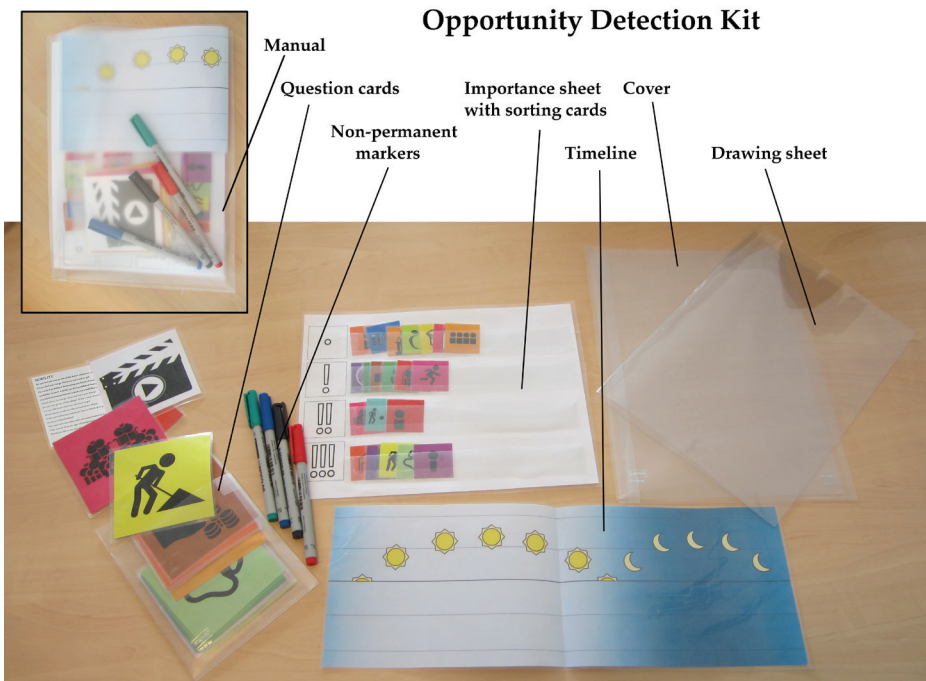 Opportunity Detection Kit
Manual
Question cards
Non-permanent
markers
Importance sheet
with sorting cards
Cover
Timeline
Drawing sheet